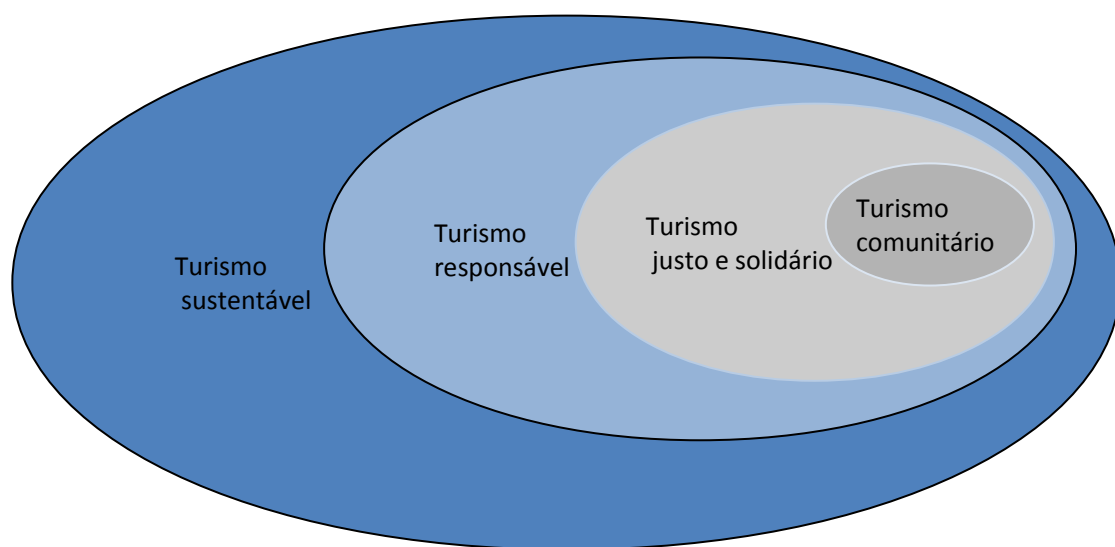 Turismo
sustentável
Turismo
responsável
Turismo
justo e solidário
Turismo
comunitário